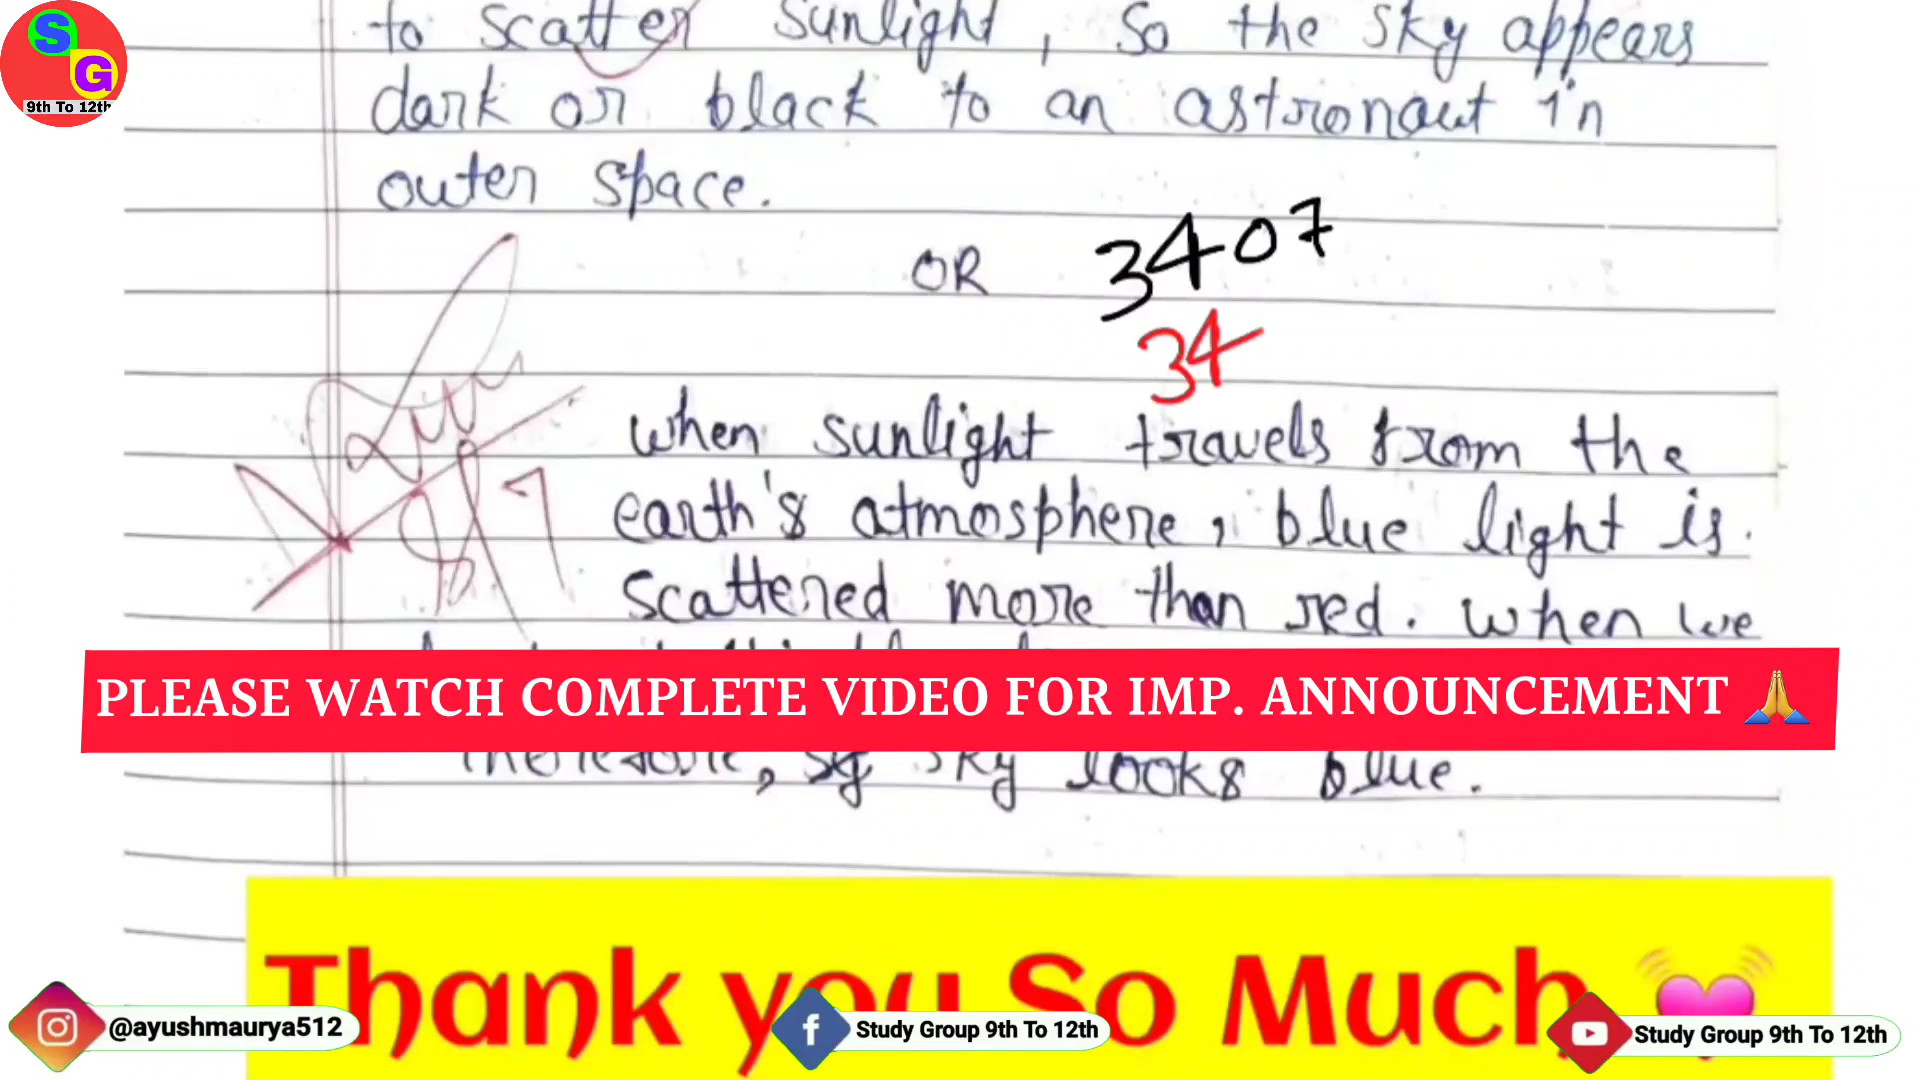 SG
9th To 12th
to scatter sunlight, so the sky appears
dark or black to an astronaut in
outer space.
OR
3407
34
when sunlight travels from the
earth's atmosphere, blue light is
scattered more than red. when we
PLEASE WATCH COMPLETE VIDEO FOR IMP. ANNOUNCEMENT 🙏
therefore, sky looks blue.
Thank you So Much
@ayushmaurya512
Study Group 9th To 12th
Study Group 9th To 12th